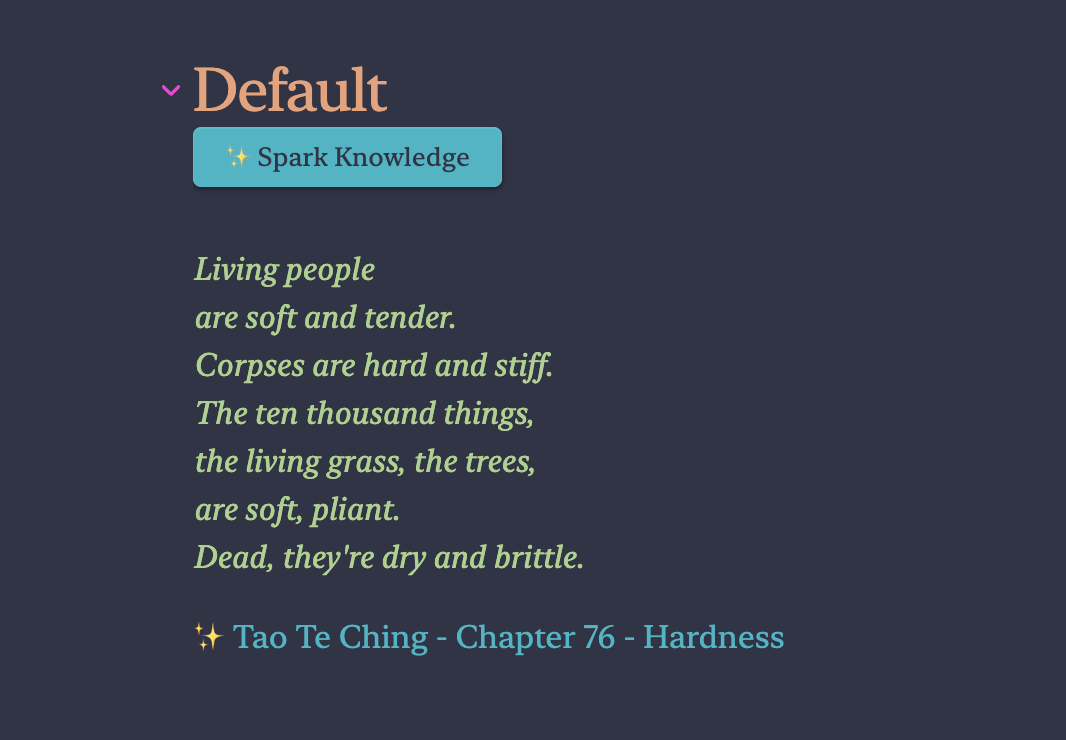 Default
✨ Spark Knowledge
Living people
are soft and tender.
Corpses are hard and stiff.
The ten thousand things,
the living grass, the trees,
are soft, pliant.
Dead, they're dry and brittle.
✨ Tao Te Ching - Chapter 76 - Hardness